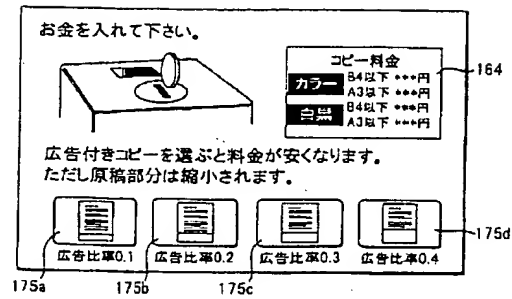 お金を入れて下さい。
コピー料金
カラー B4以下 ***円
A3以下 ***円
白黒 B4以下 ***円
A3以下 ***円
164
広告付きコピーを選ぶと料金が安くなります。
ただし原稿部分は縮小されます。
広告比率0.1 広告比率0.2 広告比率0.3 広告比率0.4
175a 175b 175c 175d